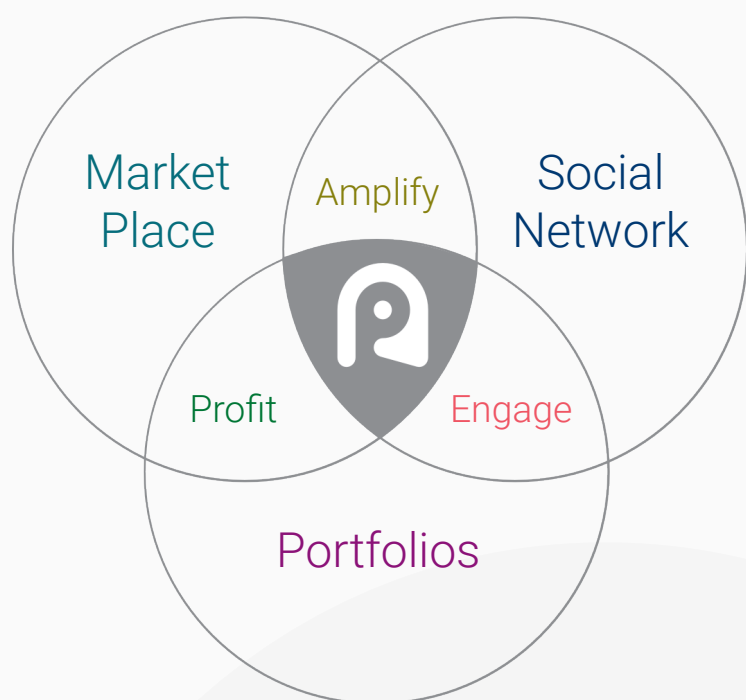 Market
Place
Amplify
Social
Network
Profit
Engage
Portfolios